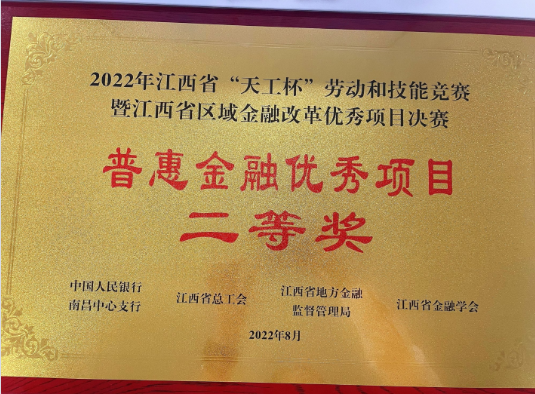 2022年江西省“天工杯”劳动和技能竞赛
暨江西省区域金融改革优秀项目决赛
普惠金融优秀项目
二等奖
中国人民银行
南昌中心支行
江西省总工会
江西省地方金融
监督管理局
江西省金融学会
2022年8月